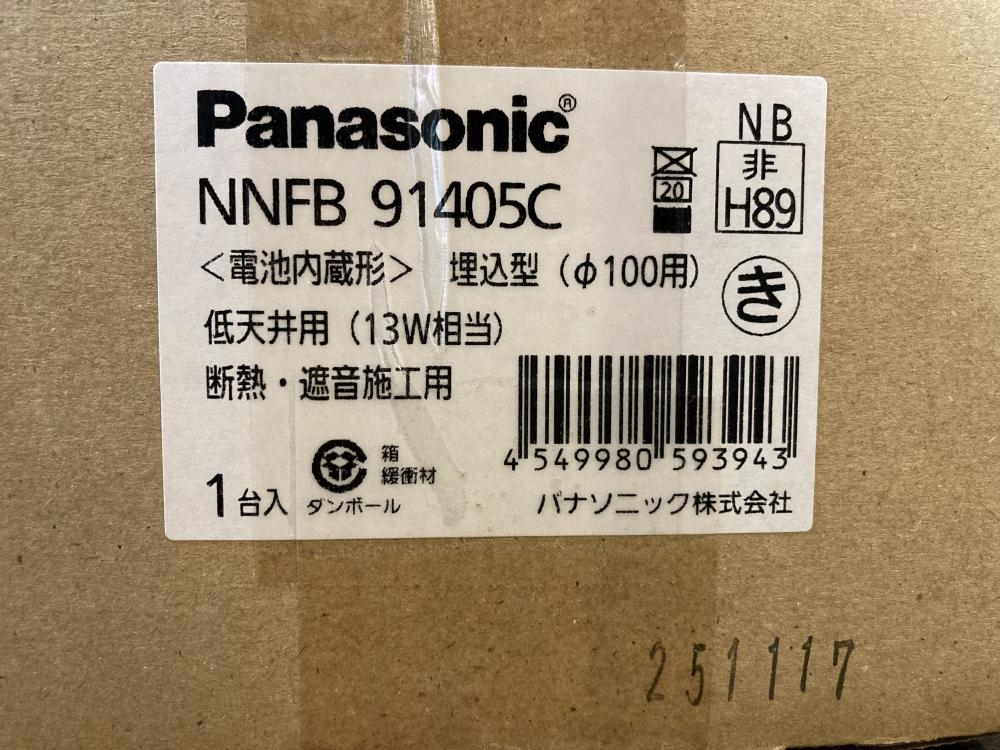 Panasonic®
NB
NNFB 91405C
20
非
H89
<電池内蔵形> 埋込型(φ100用)
き
低天井用(13W相当)
断熱・遮音施工用
4 549980 593943
箱
緩衝材
1台入
ダンボール
パナソニック株式会社
251117